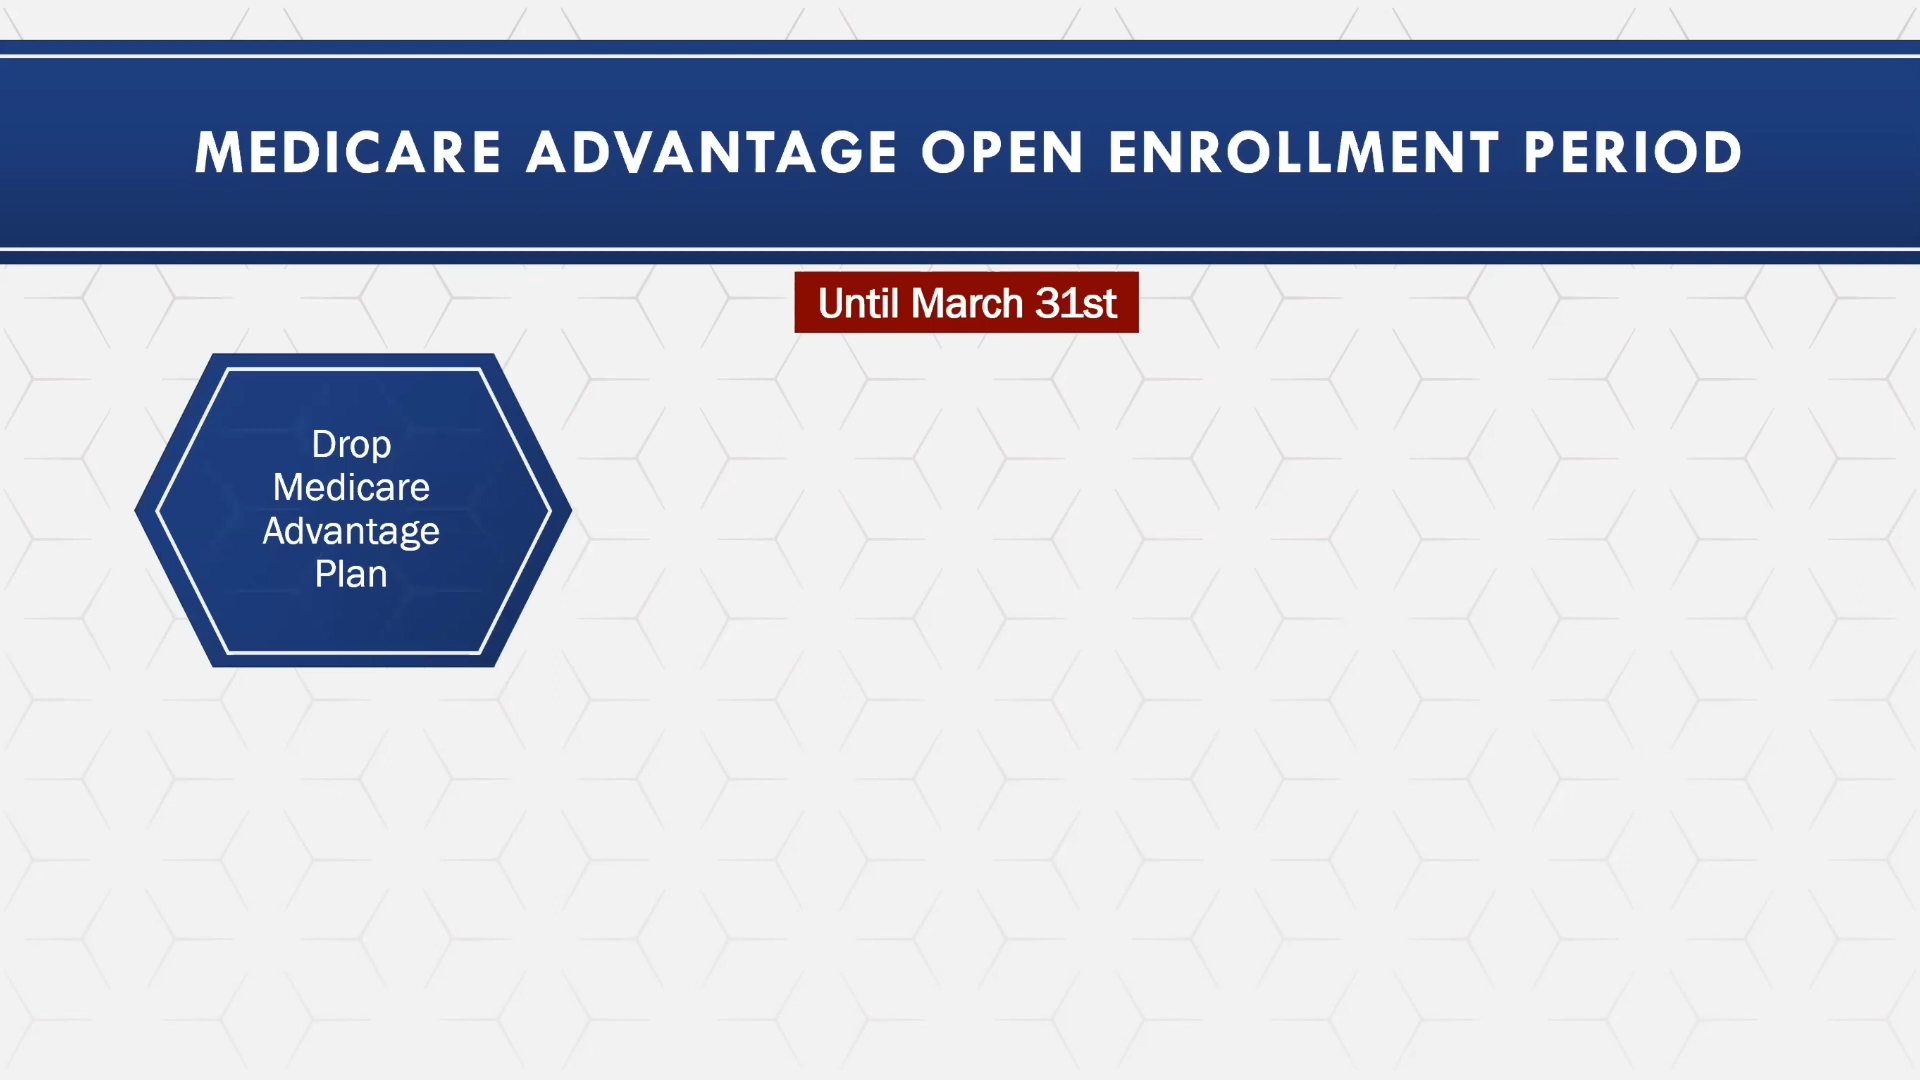 MEDICARE ADVANTAGE OPEN ENROLLMENT PERIOD
Until March 31st
Drop
Medicare
Advantage
Plan